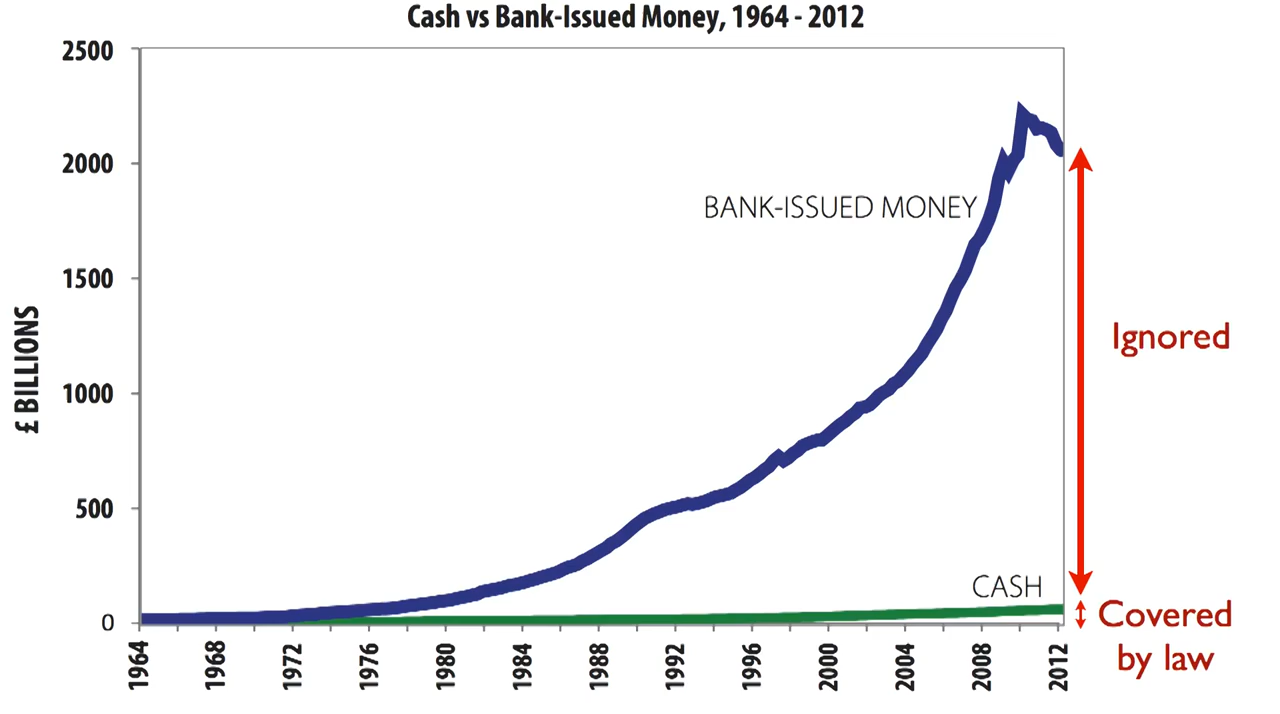 Cash vs Bank-Issued Money, 1964 - 2012
2500
2000
1500
1000
500
0
£ BILLIONS
BANK-ISSUED MONEY
CASH
Ignored
Covered
by law
1964
1968
1972
1976
1980
1984
1988
1992
1996
2000
2004
2008
2012